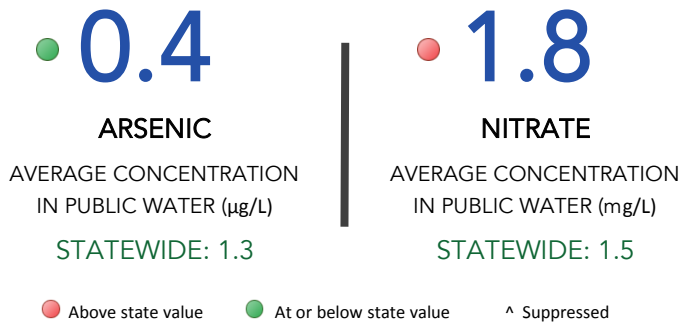 0.4
ARSENIC
AVERAGE CONCENTRATION
IN PUBLIC WATER (µg/L)
STATEWIDE: 1.3
1.8
NITRATE
AVERAGE CONCENTRATION
IN PUBLIC WATER (mg/L)
STATEWIDE: 1.5
Above state value
At or below state value
^ Suppressed